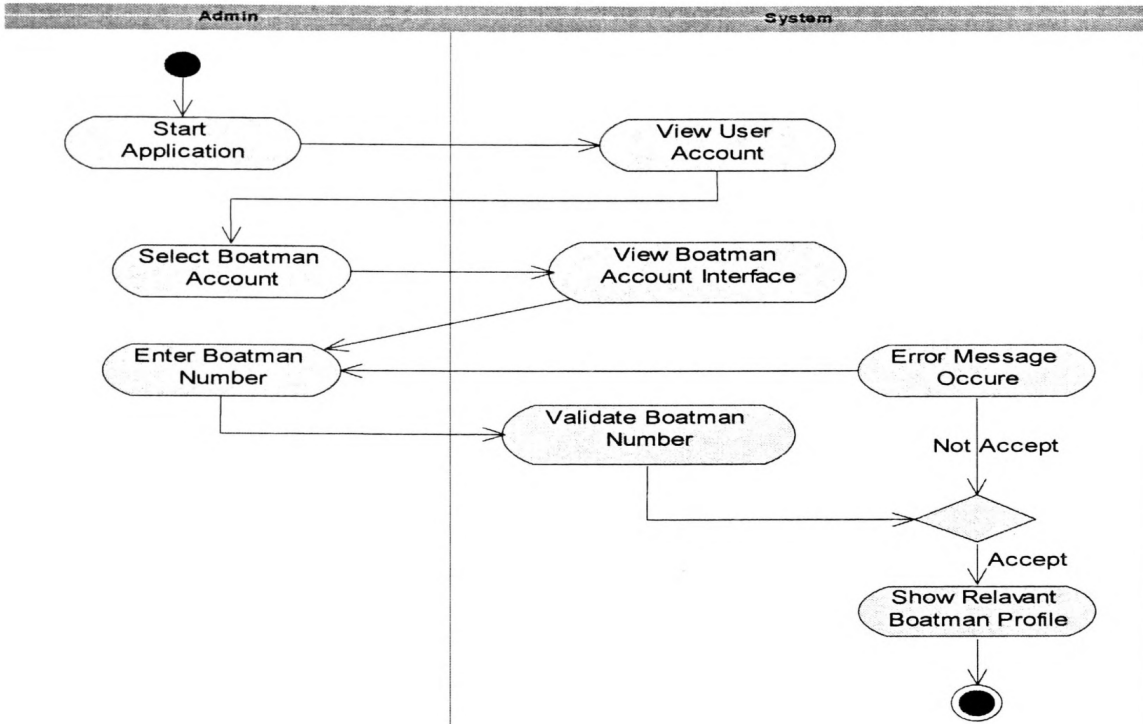 Admin
System
Start
Application
View User
Account
Select Boatman
Account
View Boatman
Account Interface
Enter Boatman
Number
Error Message
Occure
Validate Boatman
Number
Not Accept
Accept
Show Relavant
Boatman Profile